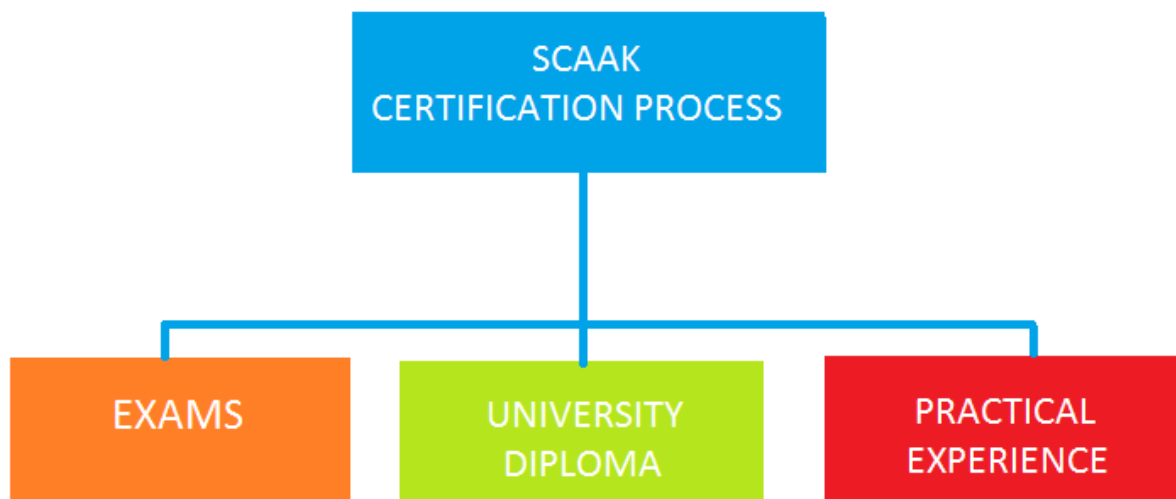 SCAAK
CERTIFICATION PROCESS
EXAMS
UNIVERSITY
DIPLOMA
PRACTICAL
EXPERIENCE